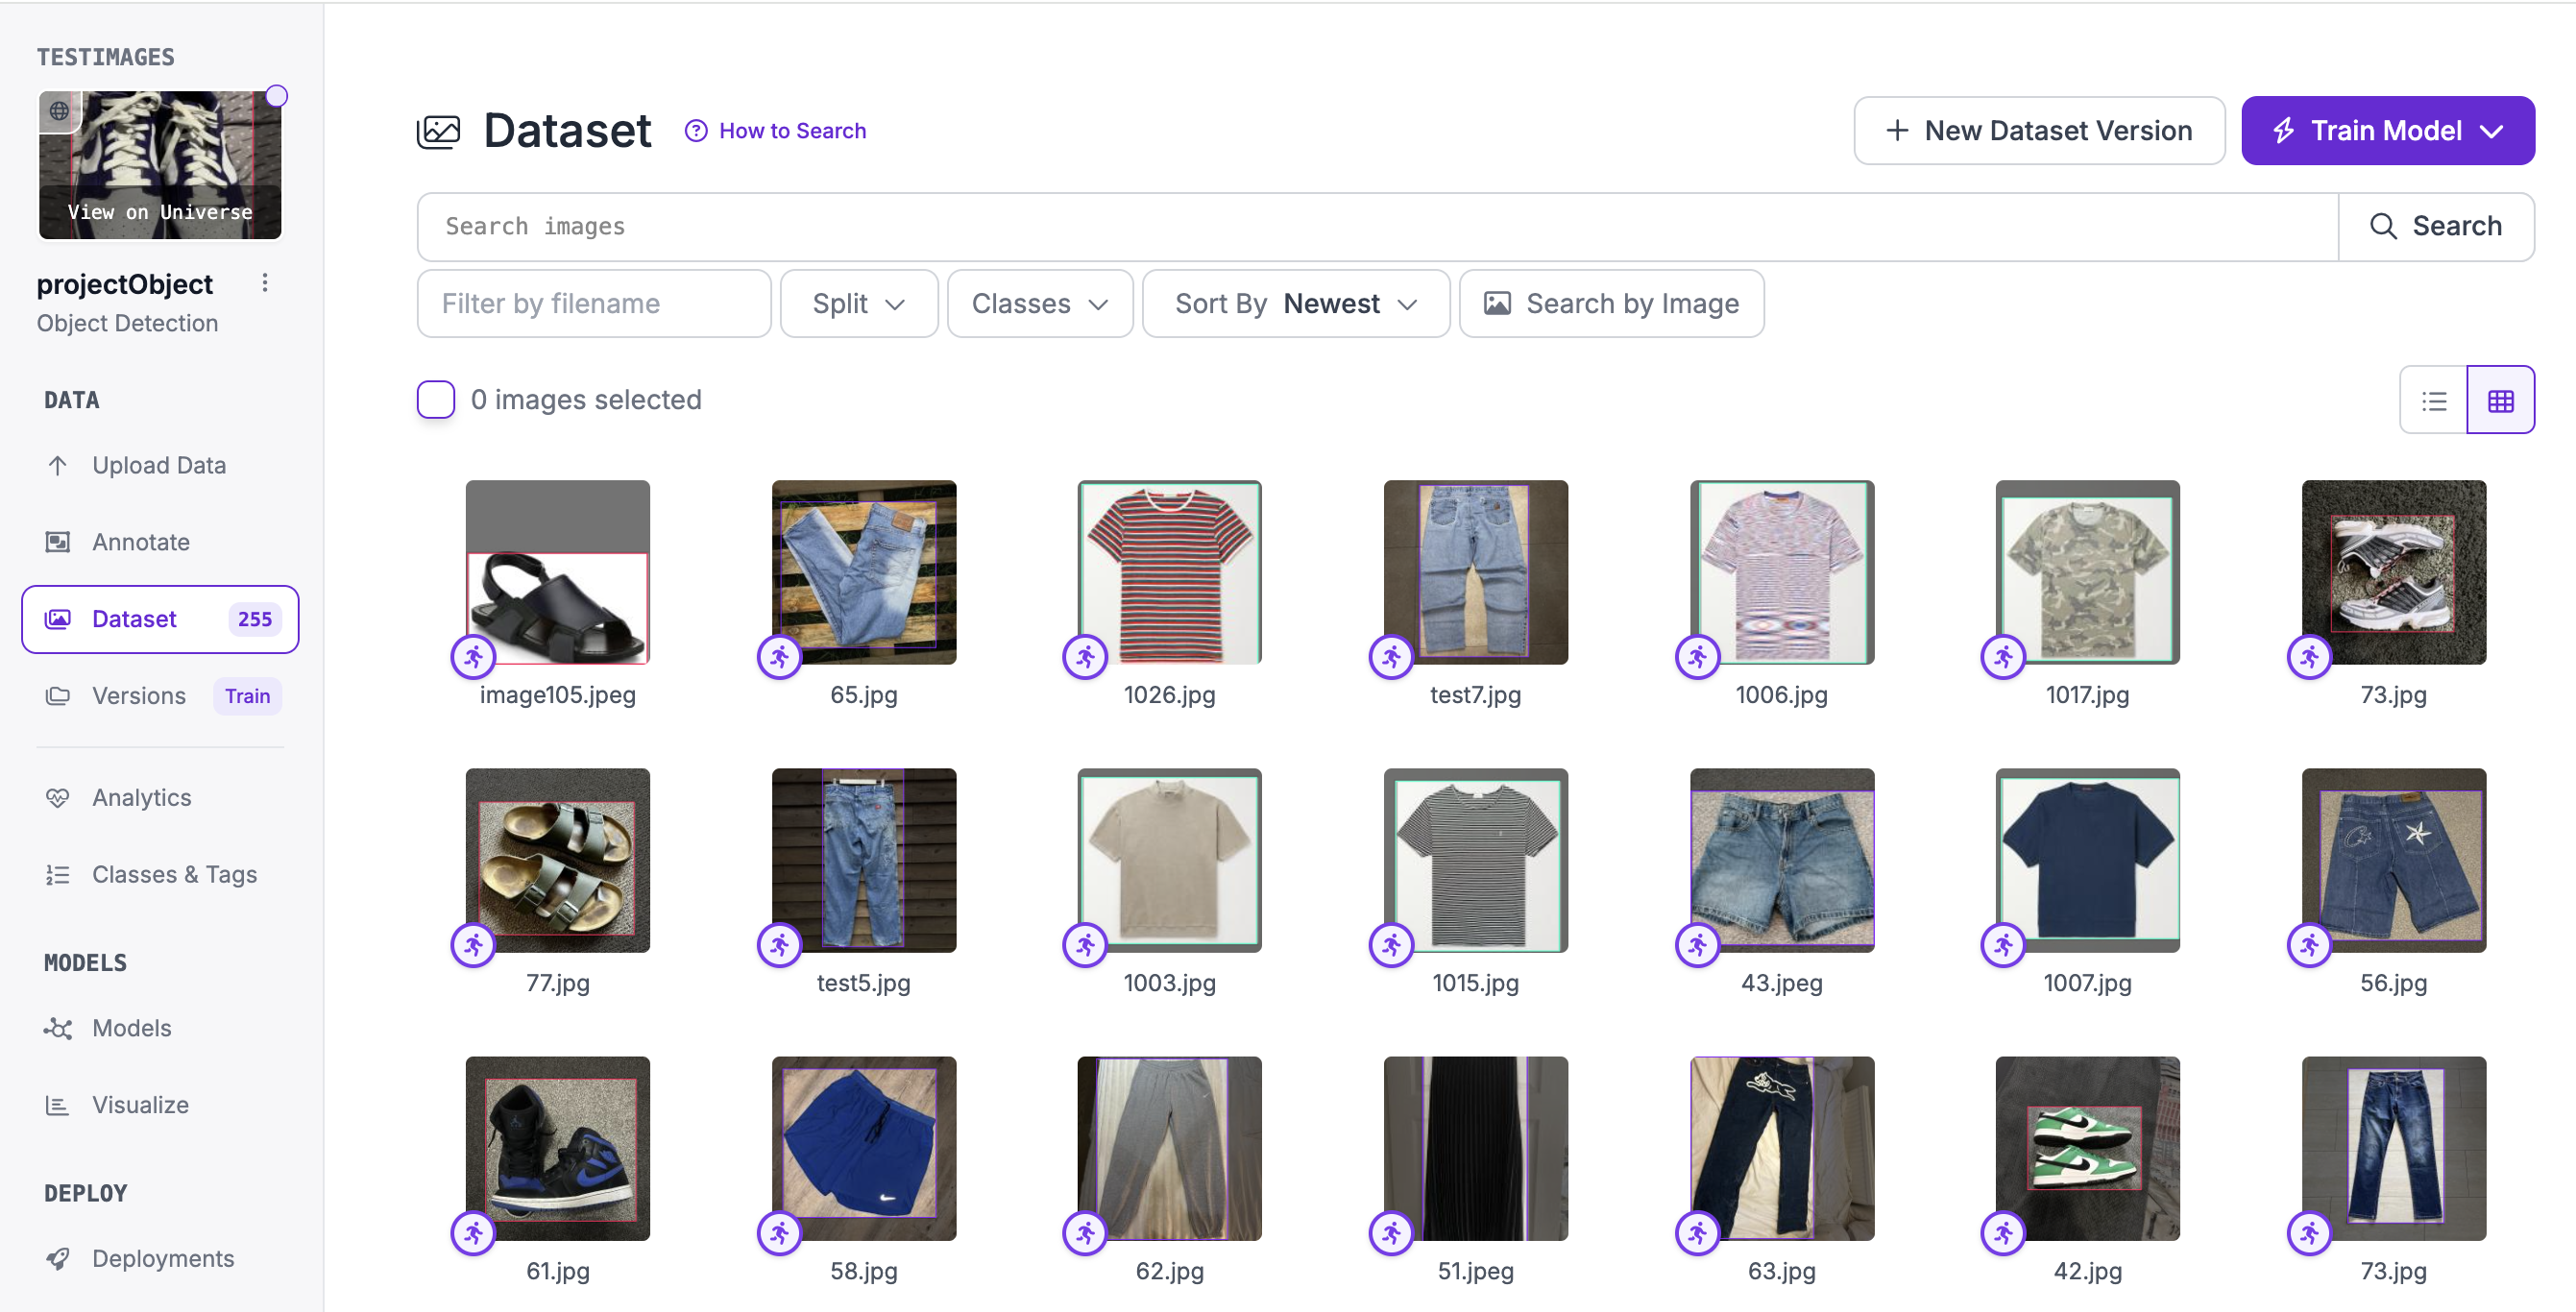 TESTIMAGES
View on Universe
projectObject
Object Detection
DATA
Upload Data
Annotate
Dataset 255
Versions Train
Analytics
Classes & Tags
MODELS
Models
Visualize
DEPLOY
Deployments
Dataset How to Search
New Dataset Version Train Model
Search images Search
Filter by filename Split Classes Sort By Newest Search by Image
0 images selected
image105.jpeg 65.jpg 1026.jpg test7.jpg 1006.jpg 1017.jpg 73.jpg
77.jpg test5.jpg 1003.jpg 1015.jpg 43.jpeg 1007.jpg 56.jpg
61.jpg 58.jpg 62.jpg 51.jpeg 63.jpg 42.jpg 73.jpg